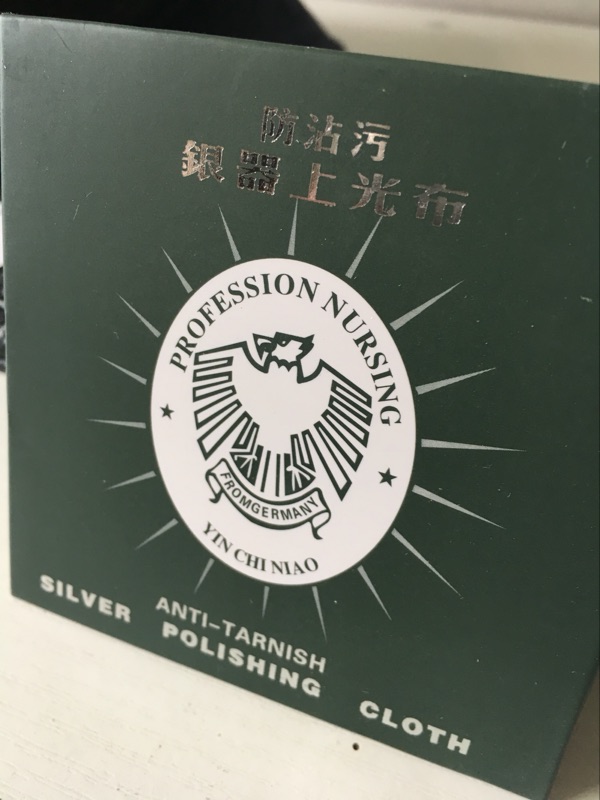 防沾污
銀器上光布
PROFESSION NURSING
FROMGERMANY
YIN CHI NIAO
ANTI-TARNISH
SILVER POLISHING CLOTH